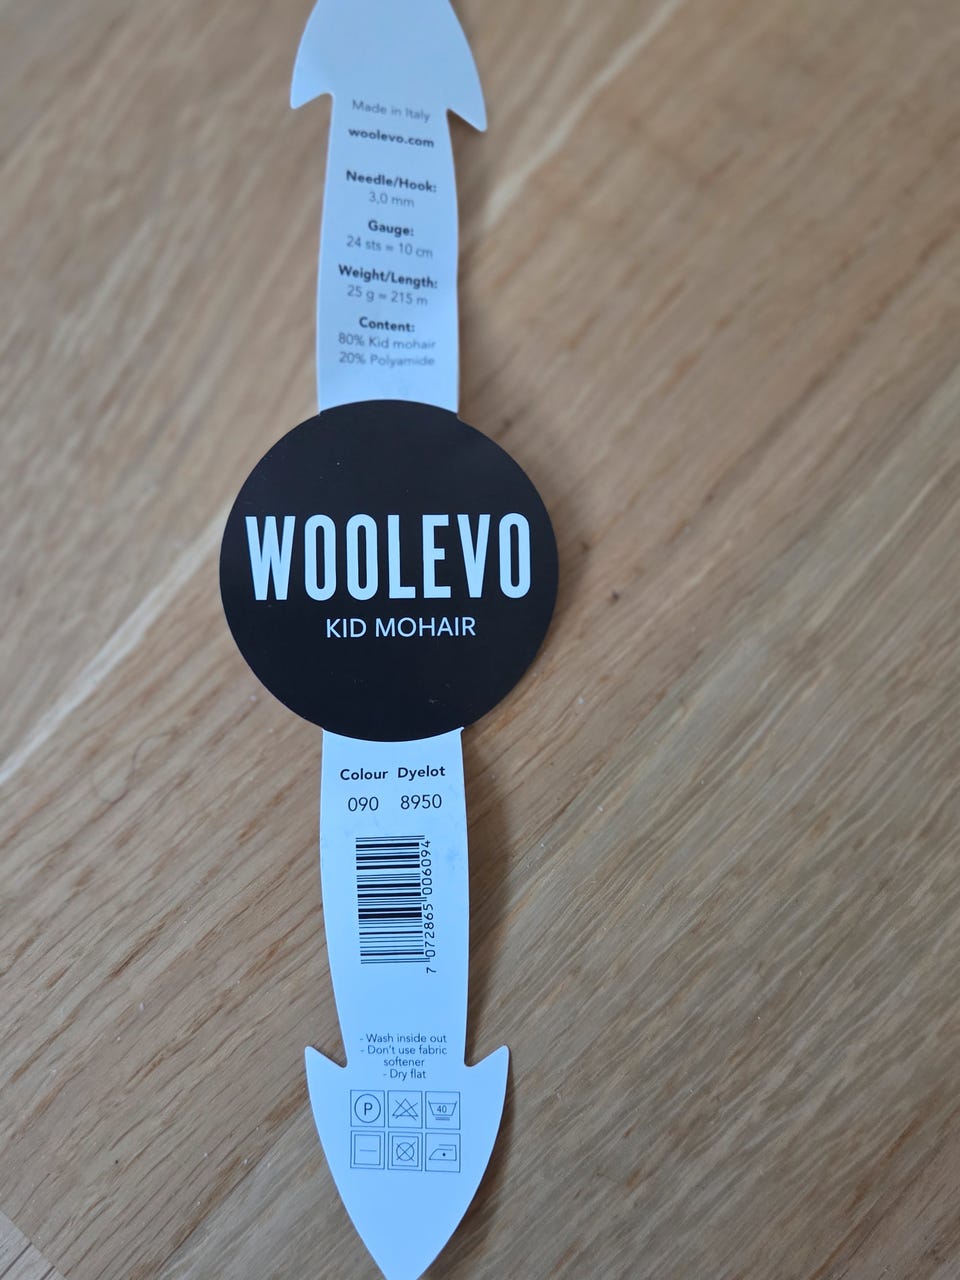 Made in Italy
woolevo.com
Needle/Hook:
3,0 mm
Gauge:
24 sts = 10 cm
Weight/Length:
25 g = 215 m
Content:
80% Kid mohair
20% Polyamide
WOOLEVO
KID MOHAIR
Colour Dyelot
090 8950
7 072865 006094
- Wash inside out
- Don't use fabric
softener
- Dry flat
P
40